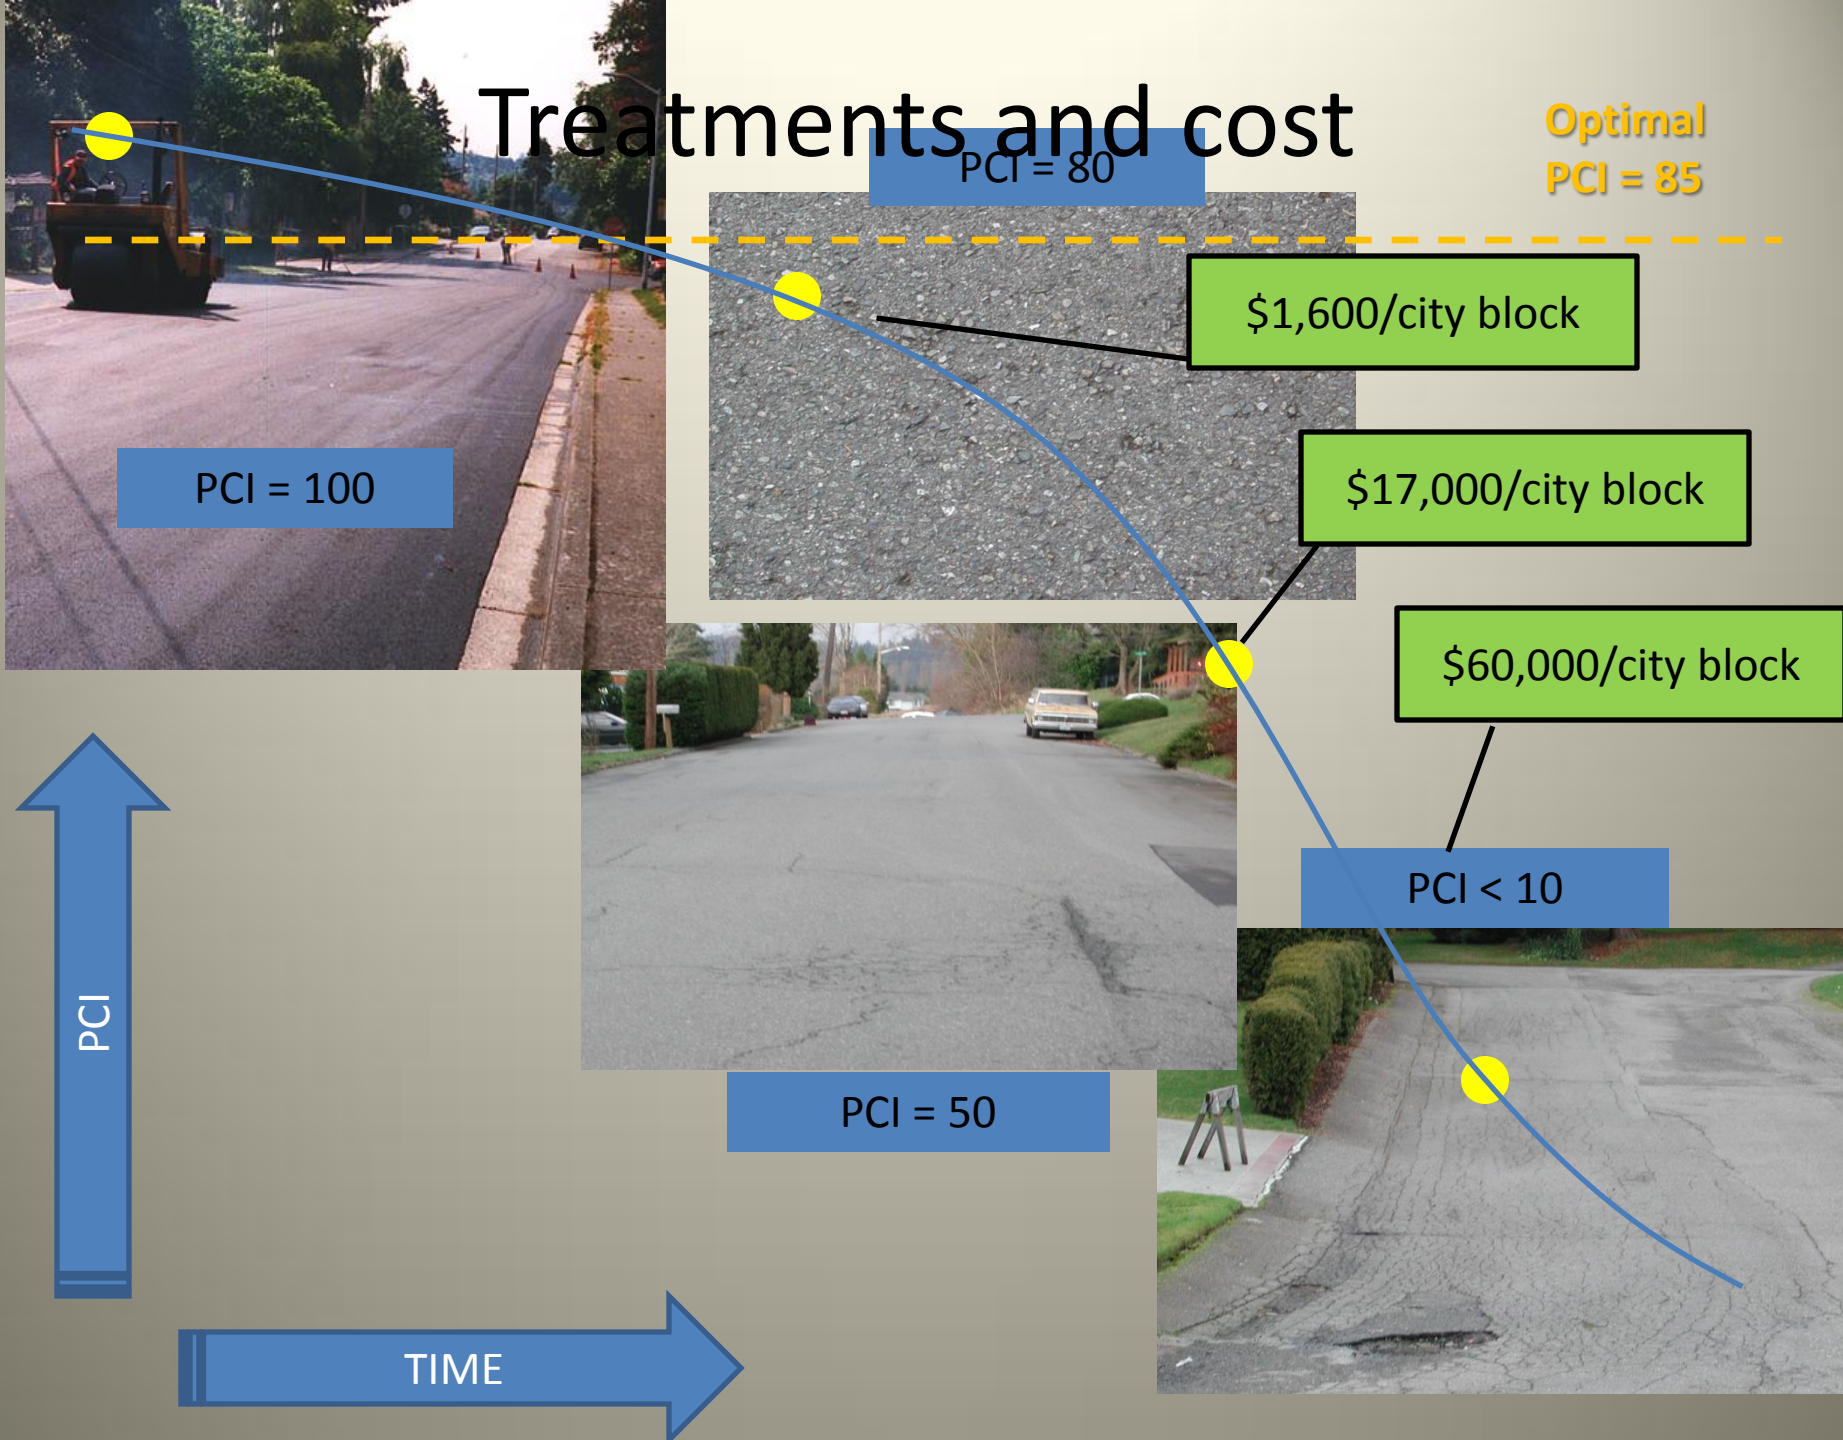 Treatments and cost
Optimal
PCI = 85
PCI = 80
$1,600/city block
PCI = 100
$17,000/city block
$60,000/city block
PCI < 10
PCI
PCI = 50
TIME